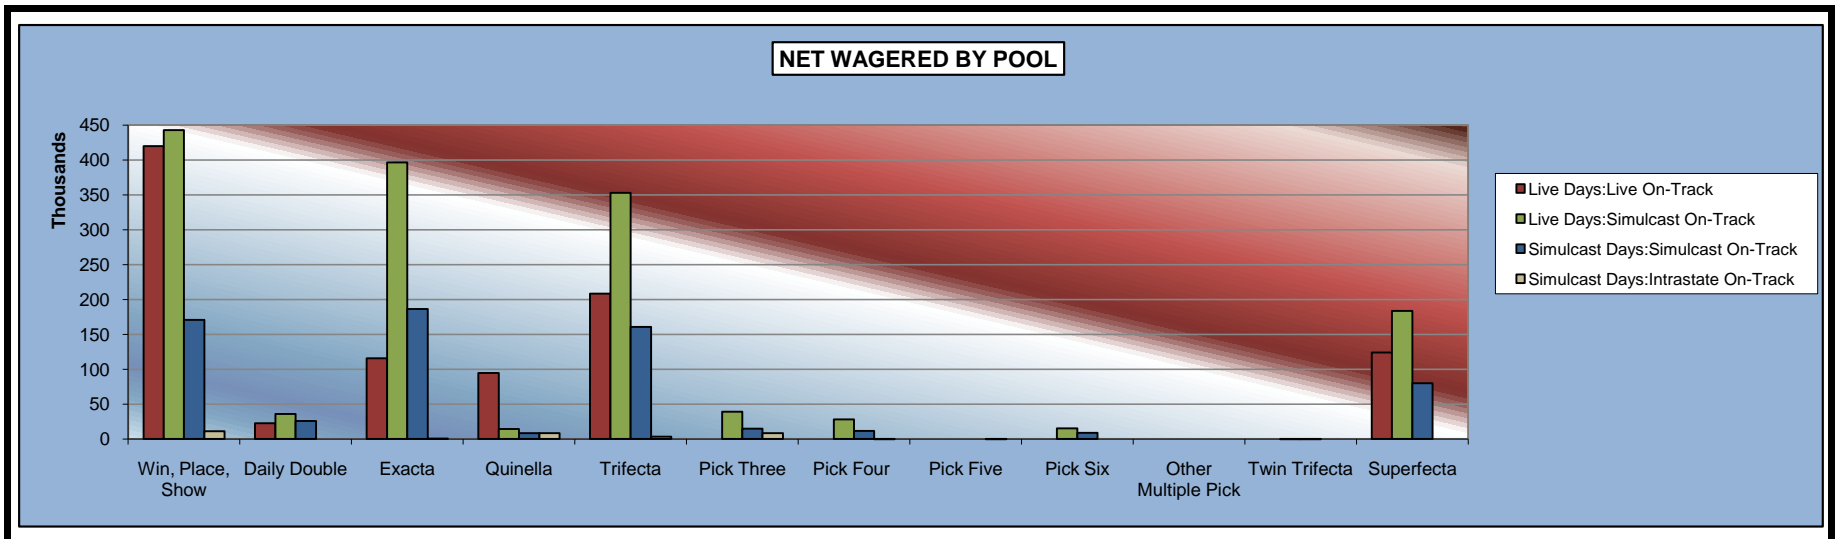 NET WAGERED BY POOL
Thousands
450
400
350
300
250
200
150
100
50
0
Win, Place,
Show
Daily Double
Exacta
Quinella
Trifecta
Pick Three
Pick Four
Pick Five
Pick Six
Other
Multiple Pick
Twin Trifecta
Superfecta
Live Days:Live On-Track
Live Days:Simulcast On-Track
Simulcast Days:Simulcast On-Track
Simulcast Days:Intrastate On-Track